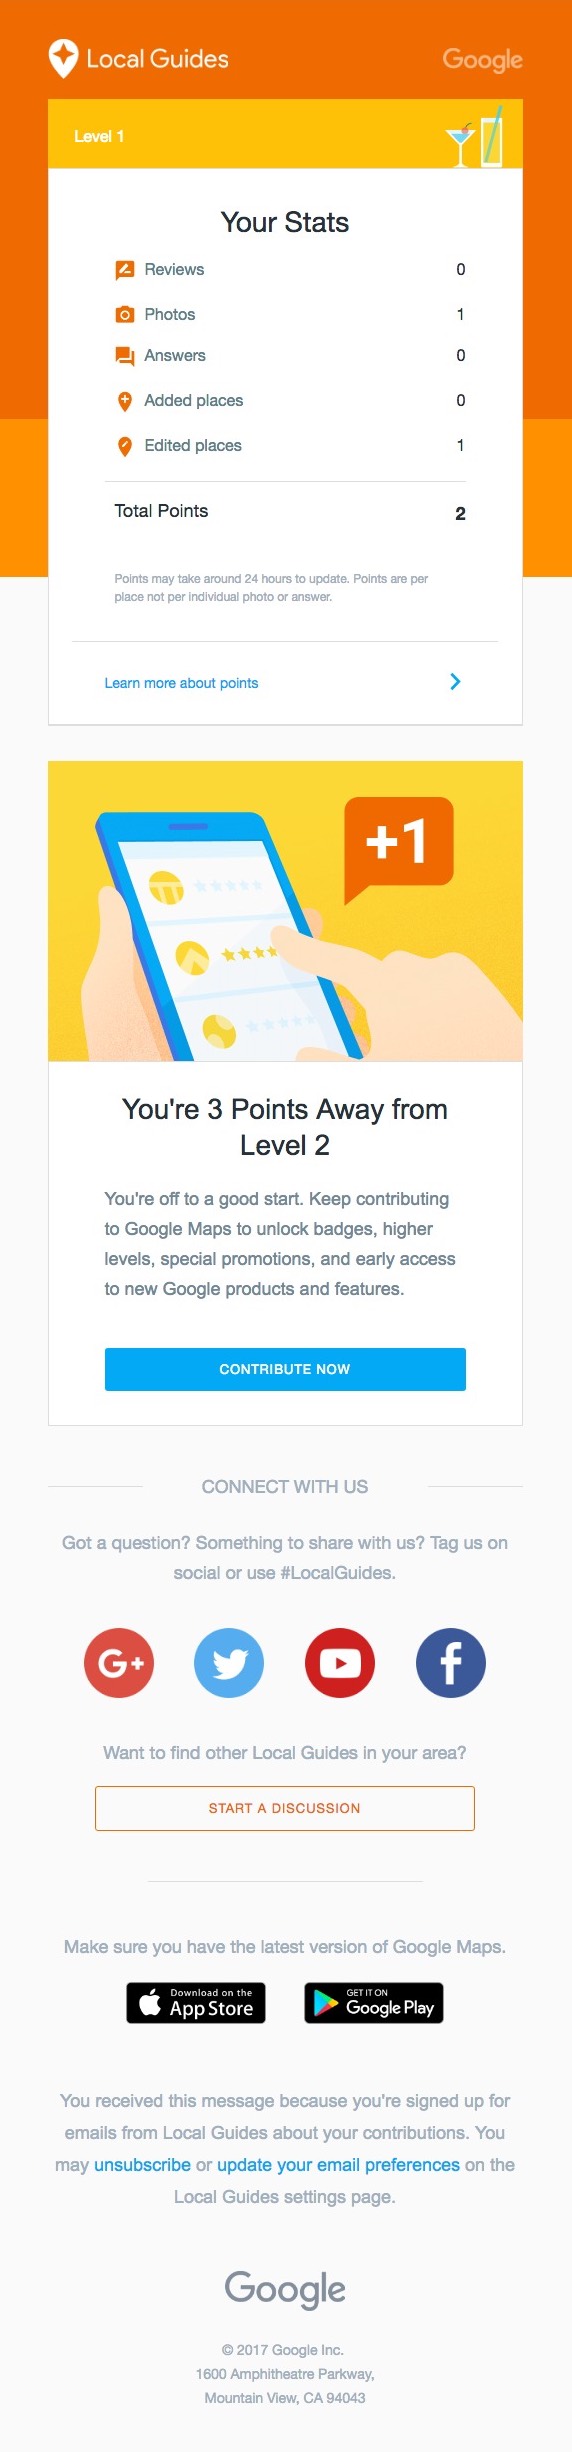 Local Guides
Google
Level 1
Your Stats
Reviews 0
Photos 1
Answers 0
Added places 0
Edited places 1
Total Points 2
Points may take around 24 hours to update. Points are per
place not per individual photo or answer.
Learn more about points
+1
You're 3 Points Away from
Level 2
You're off to a good start. Keep contributing
to Google Maps to unlock badges, higher
levels, special promotions, and early access
to new Google products and features.
CONTRIBUTE NOW
CONNECT WITH US
Got a question? Something to share with us? Tag us on
social or use #LocalGuides.
G+
f
Want to find other Local Guides in your area?
START A DISCUSSION
Make sure you have the latest version of Google Maps.
Download on the
App Store
GET IT ON
Google Play
You received this message because you're signed up for
emails from Local Guides about your contributions. You
may unsubscribe or update your email preferences on the
Local Guides settings page.
Google
© 2017 Google Inc.
1600 Amphitheatre Parkway,
Mountain View, CA 94043